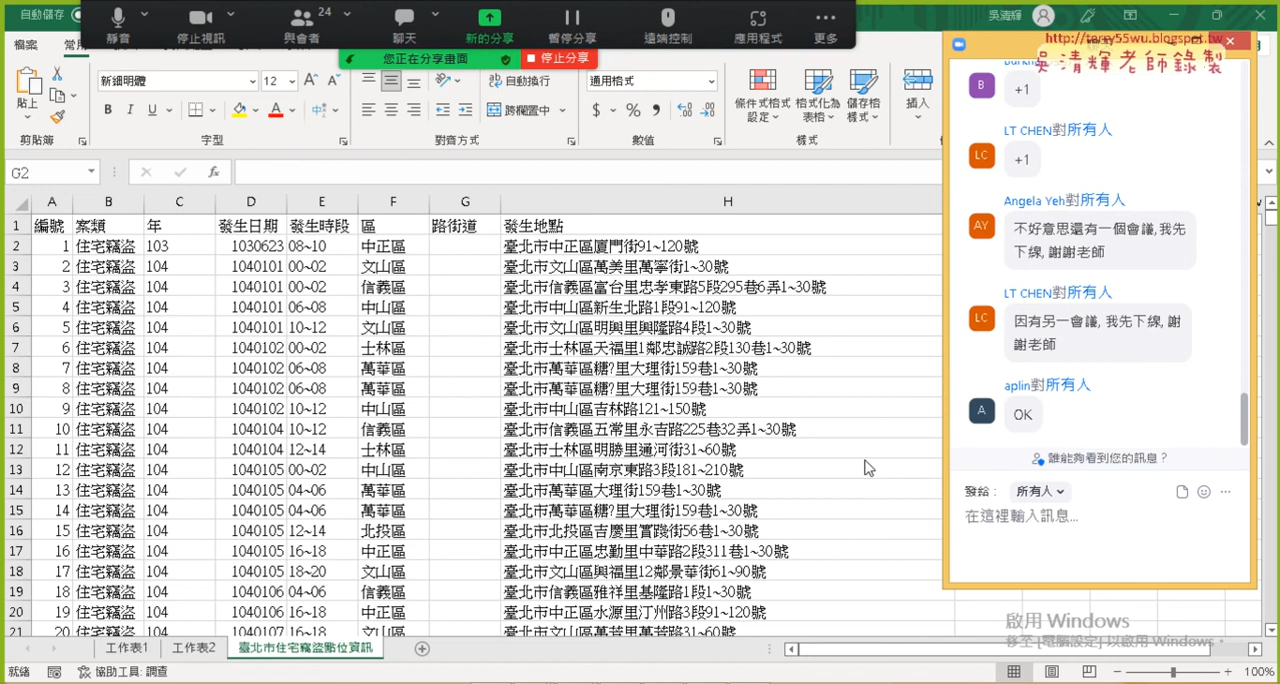 自動儲存
靜音
停止視訊
24
與會者
聊天
新的分享
暫停分享
遠端控制
應用程式
更多
吳清輝
您正在分享畫面
停止分享
http://terry55wu.blogspot.tw
吳清輝老師錄製
檔案
常用
貼上
剪貼簿
新細明體
12
B I U
字型
自動換行
跨欄置中
對齊方式
通用格式
$ % 9
數值
條件式格式設定
格式化為表格
儲存格樣式
樣式
插入
G2
fx
A B C D E F G H
1 編號 案類 年 發生日期 發生時段 區 路街道 發生地點
2 1 住宅竊盜 103 1030623 08~10 中正區 臺北市中正區廈門街91~120號
3 2 住宅竊盜 104 1040101 00~02 文山區 臺北市文山區萬美里萬寧街1~30號
4 3 住宅竊盜 104 1040101 00~02 信義區 臺北市信義區富台里忠孝東路5段295巷6弄1~30號
5 4 住宅竊盜 104 1040101 06~08 中山區 臺北市中山區新生北路1段91~120號
6 5 住宅竊盜 104 1040101 10~12 文山區 臺北市文山區明興里興隆路4段1~30號
7 6 住宅竊盜 104 1040102 00~02 士林區 臺北市士林區天福里1鄰忠誠路2段130巷1~30號
8 7 住宅竊盜 104 1040102 06~08 萬華區 臺北市萬華區糖?里大理街159巷1~30號
9 8 住宅竊盜 104 1040102 06~08 萬華區 臺北市萬華區糖?里大理街159巷1~30號
10 9 住宅竊盜 104 1040102 10~12 中山區 臺北市中山區吉林路121~150號
11 10 住宅竊盜 104 1040104 10~12 信義區 臺北市信義區五常里永吉路225巷32弄1~30號
12 11 住宅竊盜 104 1040104 12~14 士林區 臺北市士林區明勝里通河街31~60號
13 12 住宅竊盜 104 1040105 00~02 中山區 臺北市中山區南京東路3段181~210號
14 13 住宅竊盜 104 1040105 04~06 萬華區 臺北市萬華區大理街159巷1~30號
15 14 住宅竊盜 104 1040105 04~06 萬華區 臺北市萬華區糖?里大理街159巷1~30號
16 15 住宅竊盜 104 1040105 12~14 北投區 臺北市北投區吉慶里實踐街56巷1~30號
17 16 住宅竊盜 104 1040105 16~18 中正區 臺北市中正區忠勤里中華路2段311巷1~30號
18 17 住宅竊盜 104 1040105 18~20 文山區 臺北市文山區興福里12鄰景華街61~90號
19 18 住宅竊盜 104 1040106 04~06 信義區 臺北市信義區雅祥里基隆路1段1~30號
20 19 住宅竊盜 104 1040106 16~18 中正區 臺北市中正區水源里汀州路3段91~120號
21 20 住宅竊盜 104 1040107 16~18 文山區 臺北市文山區萬芳里萬芳路31~60號
工作表1
工作表2
臺北市住宅竊盜點位資訊
就緒
協助工具: 調查
100%
B
+1
LT CHEN對所有人
LC
+1
Angela Yeh對所有人
AY
不好意思還有一個會議,我先
下線, 謝謝老師
LT CHEN對所有人
LC
因有另一會議, 我先下線, 謝
謝老師
aplin對所有人
A
OK
誰能夠看到您的訊息?
發給:
所有人
在這裡輸入訊息...
啟用 Windows
移至 [電腦設定] 以啟用 Windows。